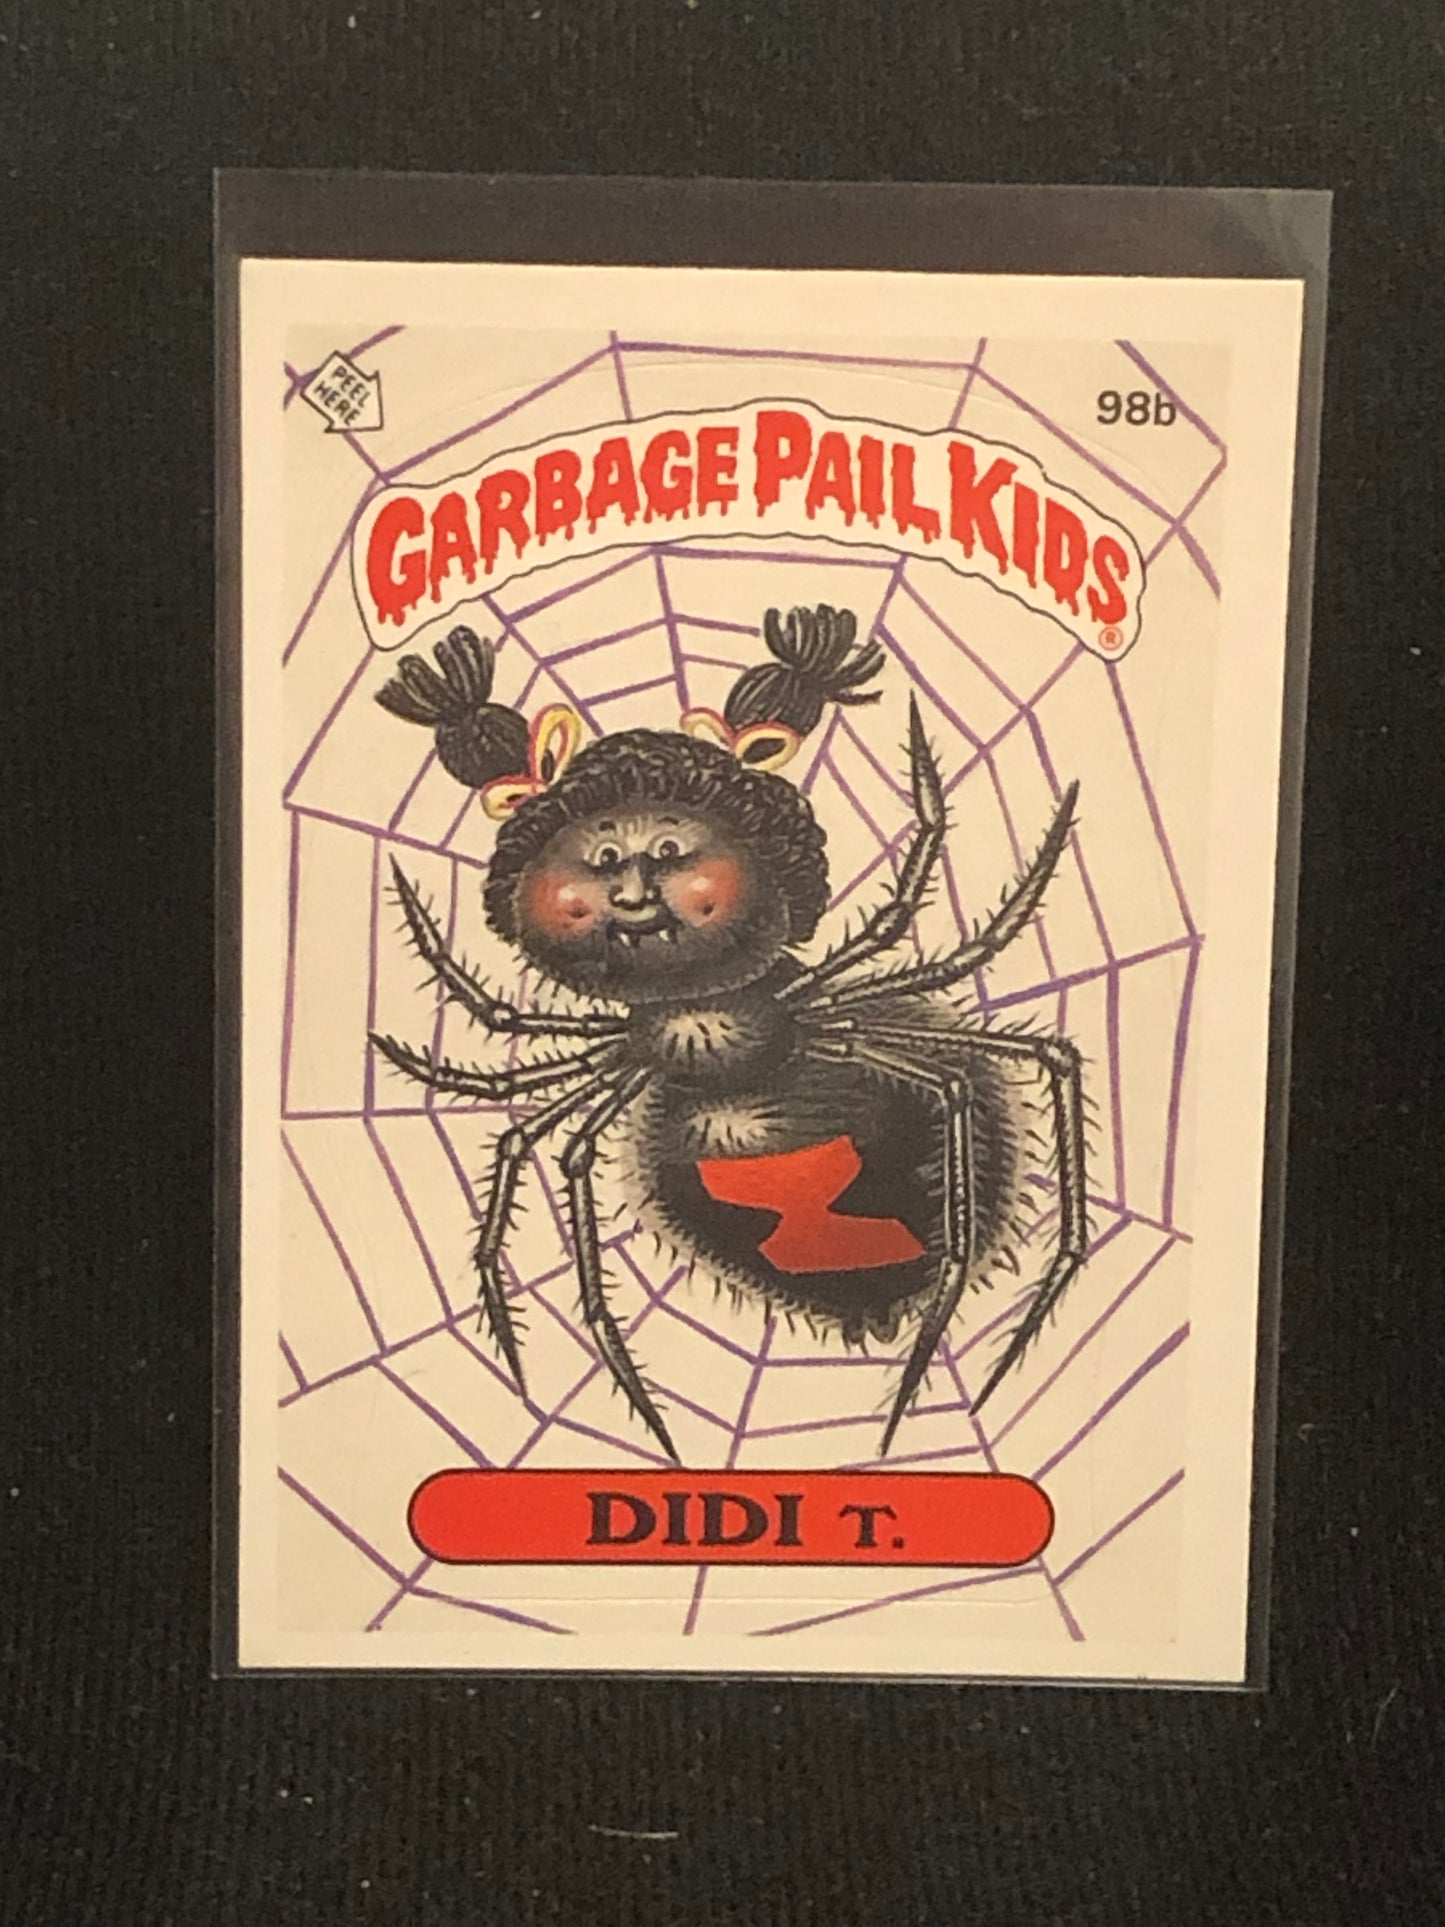 PEEL
HERE
98b
GARBAGE PAIL KIDS
®
DIDI T.